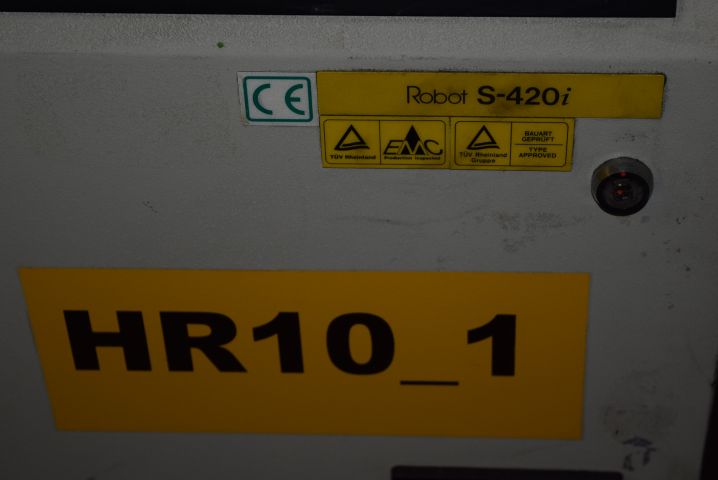 CE
Robot S-420i
TÜV Rheinland
EMC
Production inspected
TÜV Rheinland
Gruppe
BAUART
GEPRÜFT
TYPE
APPROVED
HR10_1